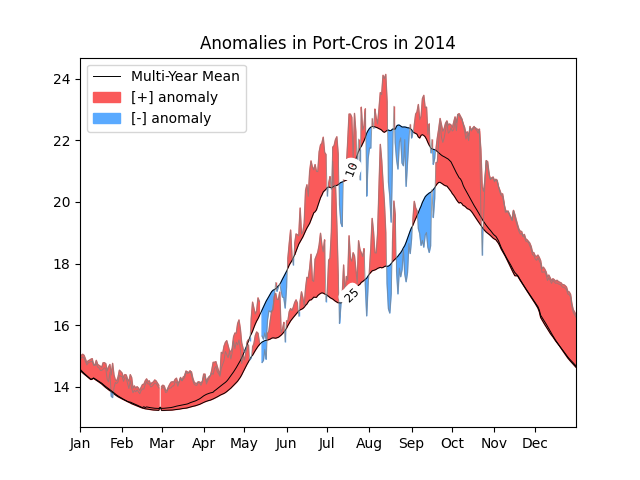 Anomalies in Port-Cros in 2014
Multi-Year Mean
[+] anomaly
[-] anomaly
24
22
20
18
16
14
10
25
Jan Feb Mar Apr May Jun Jul Aug Sep Oct Nov Dec